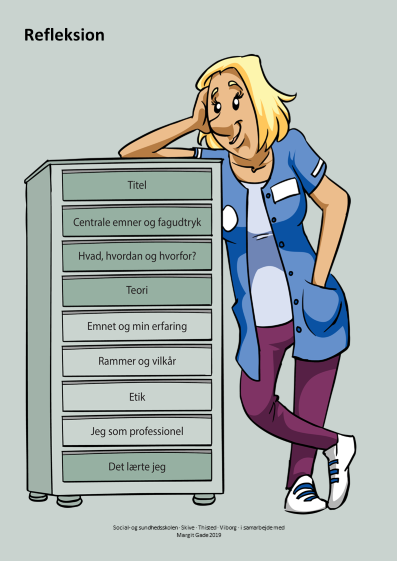 Refleksion
Titel
Centrale emner og fagudtryk
Hvad, hvordan og hvorfor?
Teori
Emnet og min erfaring
Rammer og vilkår
Etik
Jeg som professionel
Det lærte jeg
Social- og sundhedsskolen · Skive · Thisted · Viborg · i samarbejde med
Margit Gade 2019